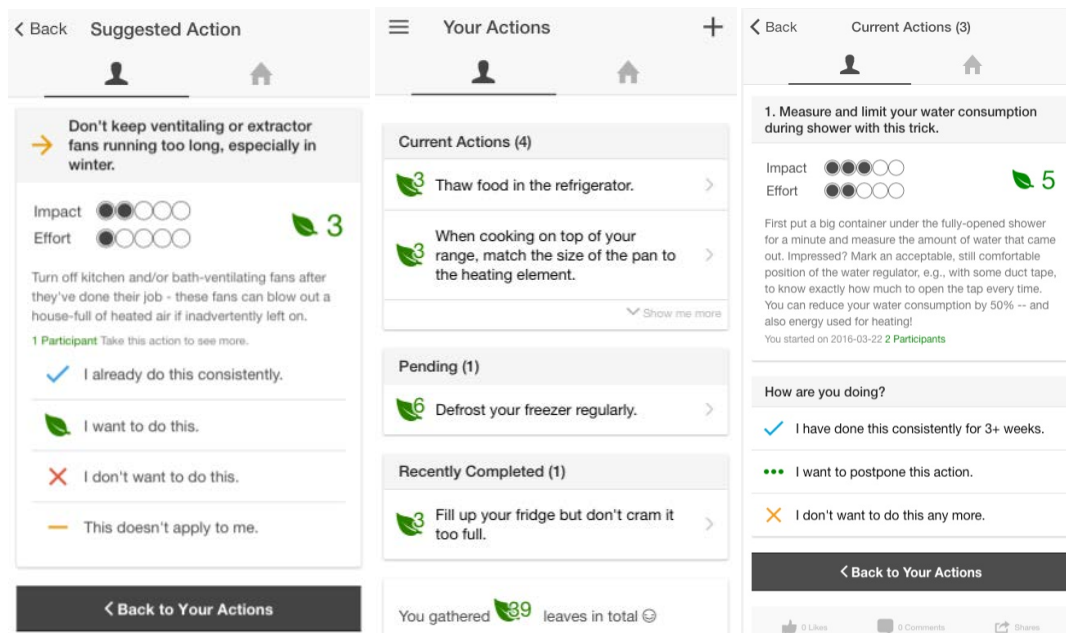 Back Suggested Action
Don't keep ventitaling or extractor
fans running too long, especially in
winter.
Impact
Effort
3
Turn off kitchen and/or bath-ventilating fans after
they've done their job - these fans can blow out a
house-full of heated air if inadvertently left on.
1 Participant Take this action to see more.
I already do this consistently.
I want to do this.
I don't want to do this.
This doesn't apply to me.
Back to Your Actions
Your Actions
Current Actions (4)
3 Thaw food in the refrigerator.
When cooking on top of your
3 range, match the size of the pan to
the heating element.
Show me more
Pending (1)
6 Defrost your freezer regularly.
Recently Completed (1)
3 Fill up your fridge but don't cram it
too full.
You gathered 39 leaves in total
Back Current Actions (3)
1. Measure and limit your water consumption
during shower with this trick.
Impact
Effort
5
First put a big container under the fully-opened shower
for a minute and measure the amount of water that came
out. Impressed? Mark an acceptable, still comfortable
position of the water regulator, e.g., with some duct tape,
to know exactly how much to open the tap every time.
You can reduce your water consumption by 50% -- and
also energy used for heating!
You started on 2016-03-22 2 Participants
How are you doing?
I have done this consistently for 3+ weeks.
I want to postpone this action.
I don't want to do this any more.
Back to Your Actions
0 Likes 0 Comments Shares